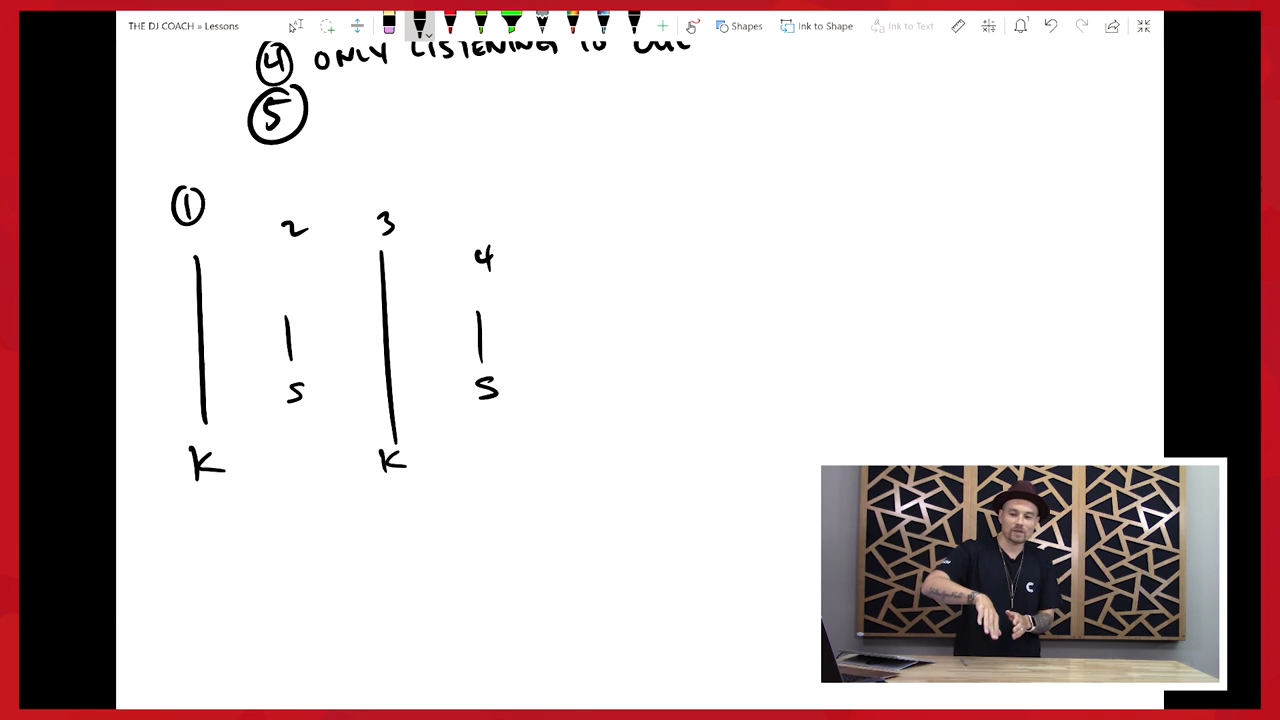 THE DJ COACH » Lessons
Shapes
Ink to Shape
Ink to Text
4 ONLY LISTENING TO
5
1 2 3 4
S S
K K
C